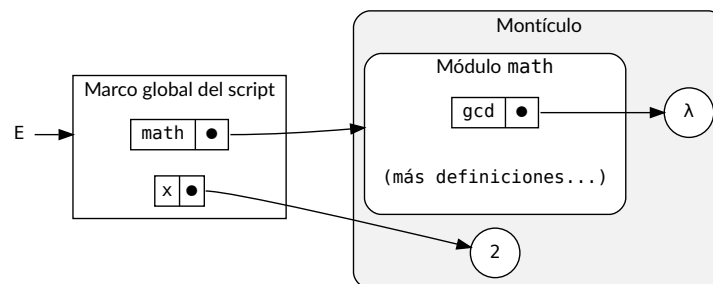 Montículo
Marco global del script
Módulo math
E
math
gcd
λ
x
(más definiciones...)
2